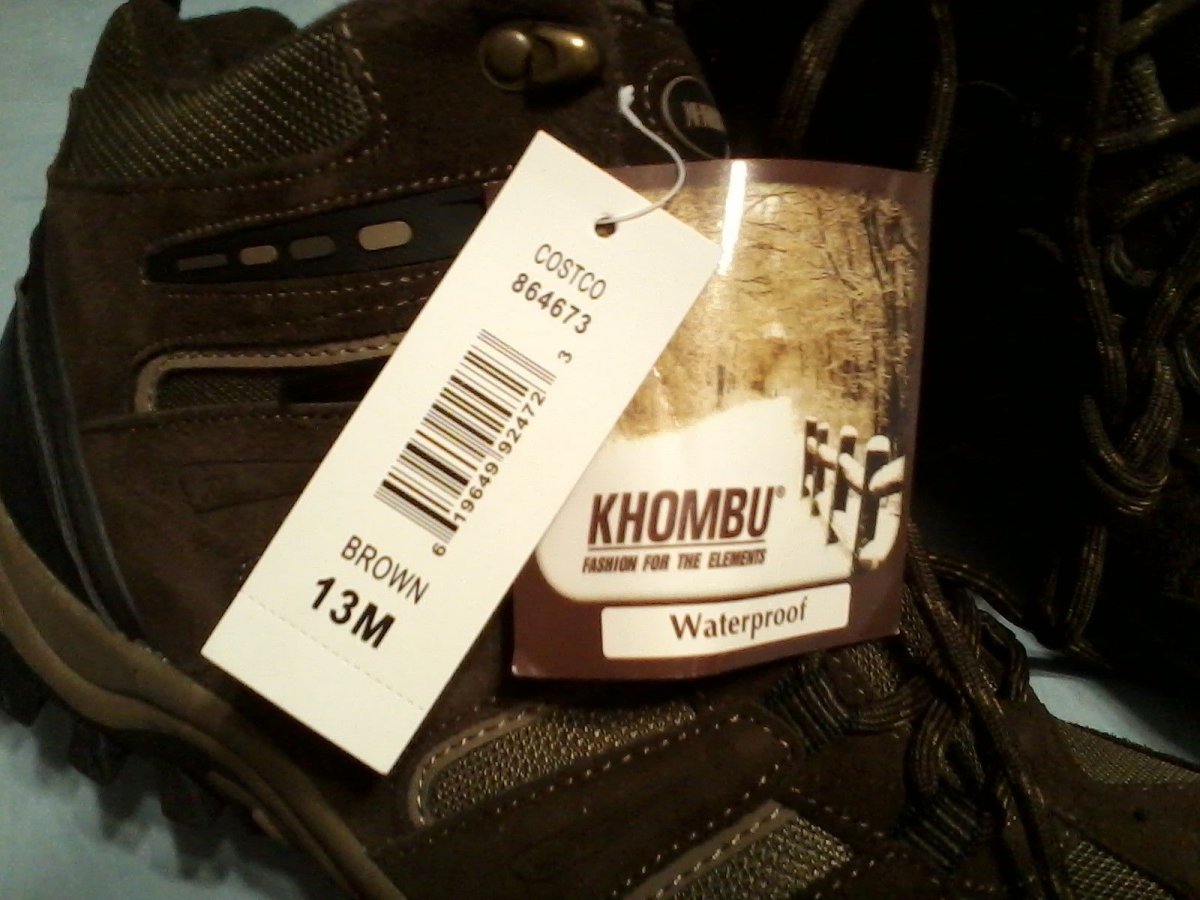 COSTCO
864673
6 19649 92472 3
BROWN
13M
KHOMBU®
FASHION FOR THE ELEMENTS
Waterproof